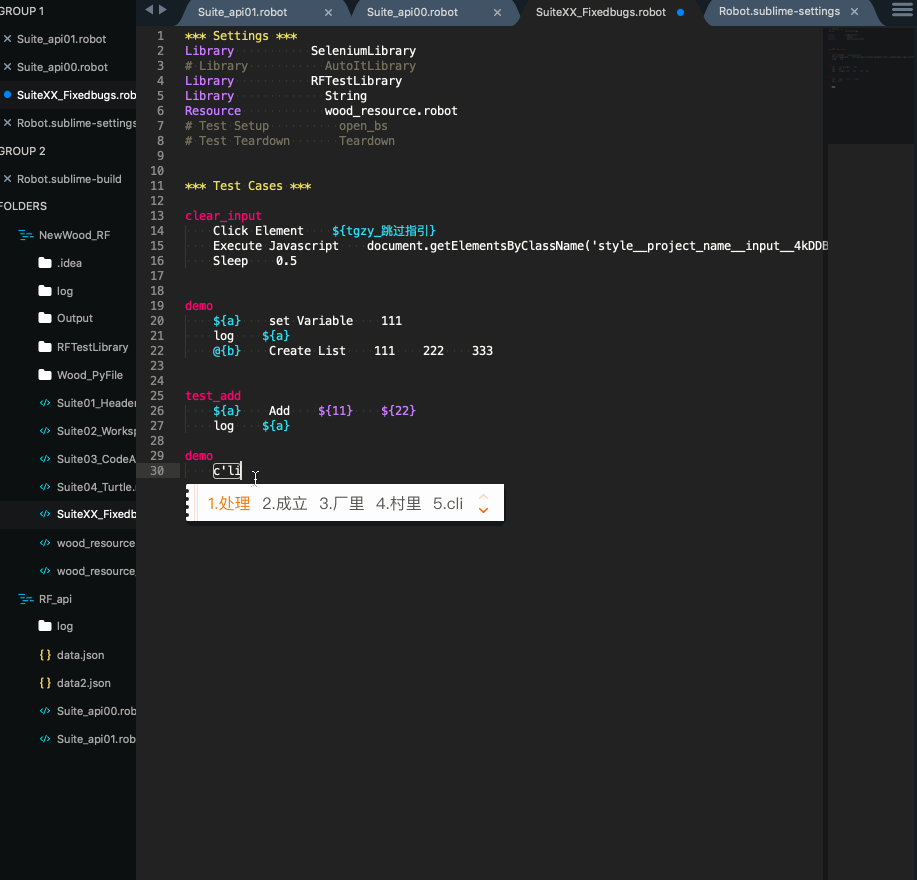 GROUP 1
Suite_api01.robot
Suite_api00.robot
SuiteXX_Fixedbugs.rob
Robot.sublime-settings
GROUP 2
Robot.sublime-build
FOLDERS
NewWood_RF
.idea
log
Output
RFTestLibrary
Wood_PyFile
Suite01_Header
Suite02_Worksp
Suite03_CodeA
Suite04_Turtle.
SuiteXX_Fixedb
wood_resource
wood_resource_
RF_api
log
data.json
data2.json
Suite_api00.rob
Suite_api01.rob
Suite_api01.robot
Suite_api00.robot
SuiteXX_Fixedbugs.robot
Robot.sublime-settings
1 *** Settings ***
2 Library SeleniumLibrary
3 # Library AutoItLibrary
4 Library RFTestLibrary
5 Library String
6 Resource wood_resource.robot
7 # Test Setup open_bs
8 # Test Teardown Teardown
9
10
11 *** Test Cases ***
12
13 clear_input
14 Click Element ${tgzy_跳过指引}
15 Execute Javascript document.getElementsByClassName('style__project_name__input__4kDDB
16 Sleep 0.5
17
18
19 demo
20 ${a} set Variable 111
21 log ${a}
22 @{b} Create List 111 222 333
23
24
25 test_add
26 ${a} Add ${11} ${22}
27 log ${a}
28
29 demo
30 c'li
1.处理 2.成立 3.厂里 4.村里 5.cli